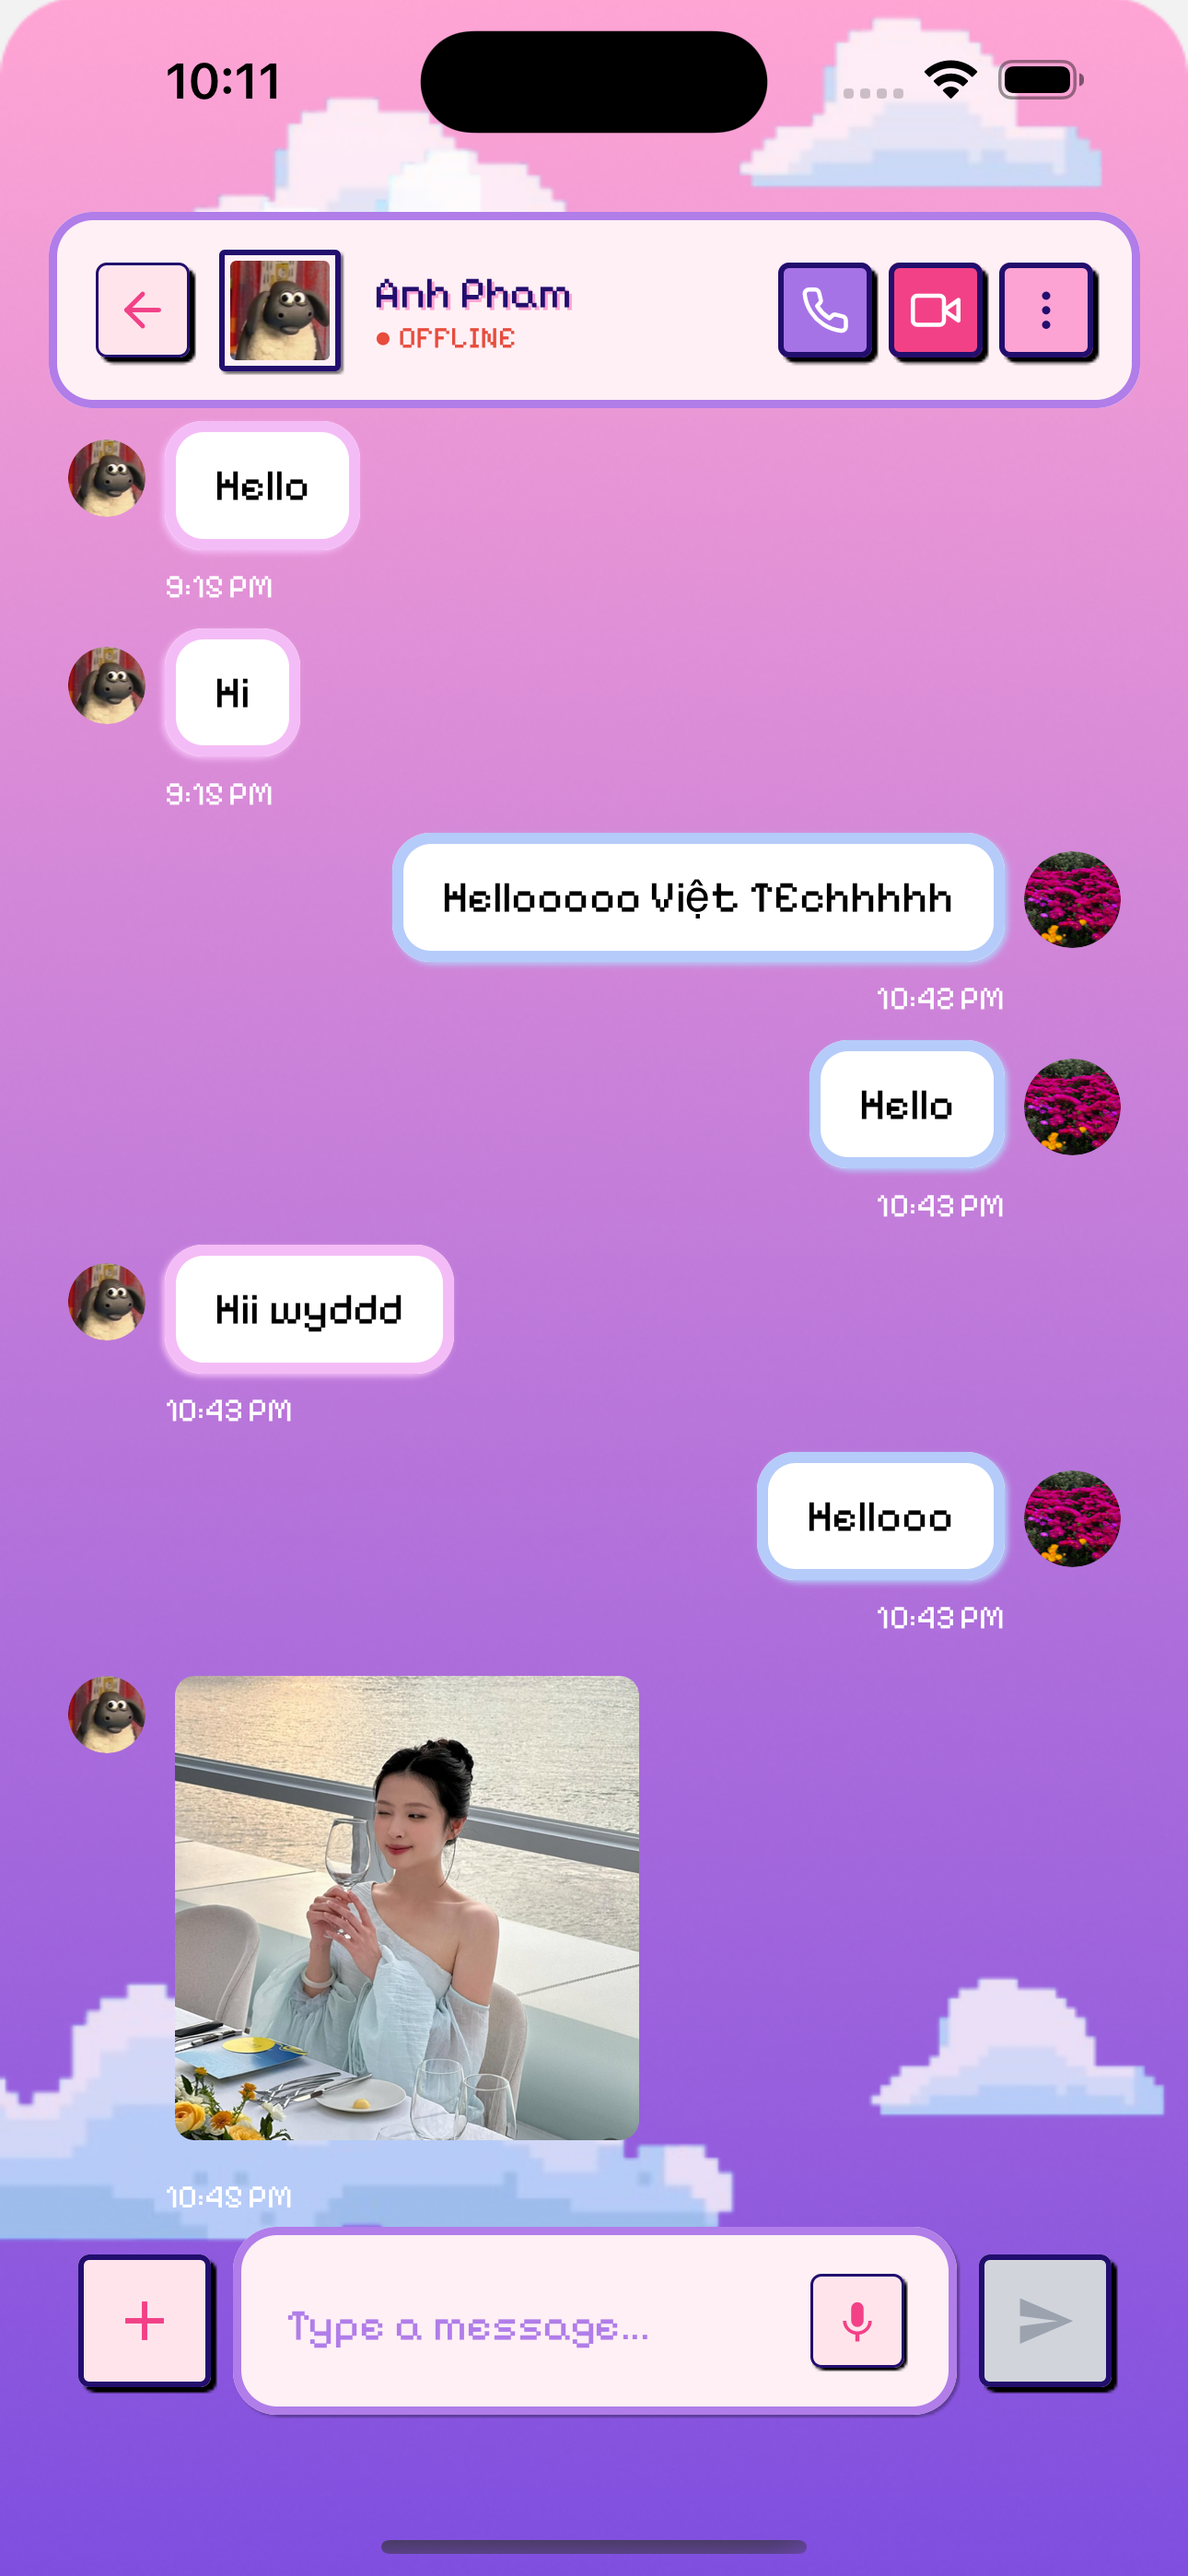 10:11
Anh Pham
OFFLINE
Hello
9:18 PM
Hi
9:18 PM
Hellooooo Việt TEchhhhh
10:42 PM
Hello
10:43 PM
Hii wyddd
10:43 PM
Hellooo
10:43 PM
10:48 PM
Type a message...